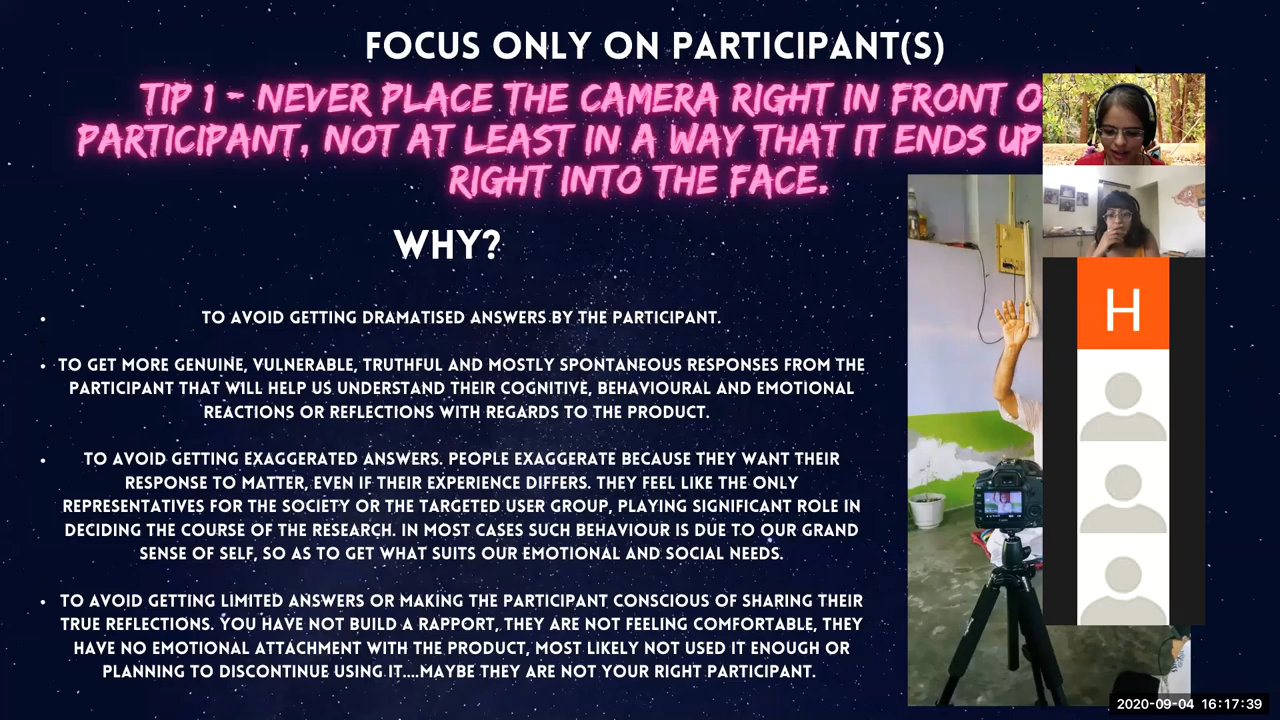 FOCUS ONLY ON PARTICIPANT(S)
TIP 1 - NEVER PLACE THE CAMERA RIGHT IN FRONT
PARTICIPANT, NOT AT LEAST IN A WAY THAT IT ENDS UP
RIGHT INTO THE FACE.
WHY?
• TO AVOID GETTING DRAMATISED ANSWERS BY THE PARTICIPANT.
• TO GET MORE GENUINE, VULNERABLE, TRUTHFUL AND MOSTLY SPONTANEOUS RESPONSES FROM THE
PARTICIPANT THAT WILL HELP US UNDERSTAND THEIR COGNITIVE, BEHAVIOURAL AND EMOTIONAL
REACTIONS OR REFLECTIONS WITH REGARDS TO THE PRODUCT.
• TO AVOID GETTING EXAGGERATED ANSWERS. PEOPLE EXAGGERATE BECAUSE THEY WANT THEIR
RESPONSE TO MATTER, EVEN IF THEIR EXPERIENCE DIFFERS. THEY FEEL LIKE THE ONLY
REPRESENTATIVES FOR THE SOCIETY OR THE TARGETED USER GROUP, PLAYING SIGNIFICANT ROLE IN
DECIDING THE COURSE OF THE RESEARCH. IN MOST CASES SUCH BEHAVIOUR IS DUE TO OUR GRAND
SENSE OF SELF, SO AS TO GET WHAT SUITS OUR EMOTIONAL AND SOCIAL NEEDS.
• TO AVOID GETTING LIMITED ANSWERS OR MAKING THE PARTICIPANT CONSCIOUS OF SHARING THEIR
TRUE REFLECTIONS. YOU HAVE NOT BUILD A RAPPORT, THEY ARE NOT FEELING COMFORTABLE, THEY
HAVE NO EMOTIONAL ATTACHMENT WITH THE PRODUCT, MOST LIKELY NOT USED IT ENOUGH OR
PLANNING TO DISCONTINUE USING IT....MAYBE THEY ARE NOT YOUR RIGHT PARTICIPANT.
H
2020-09-04 16:17:39